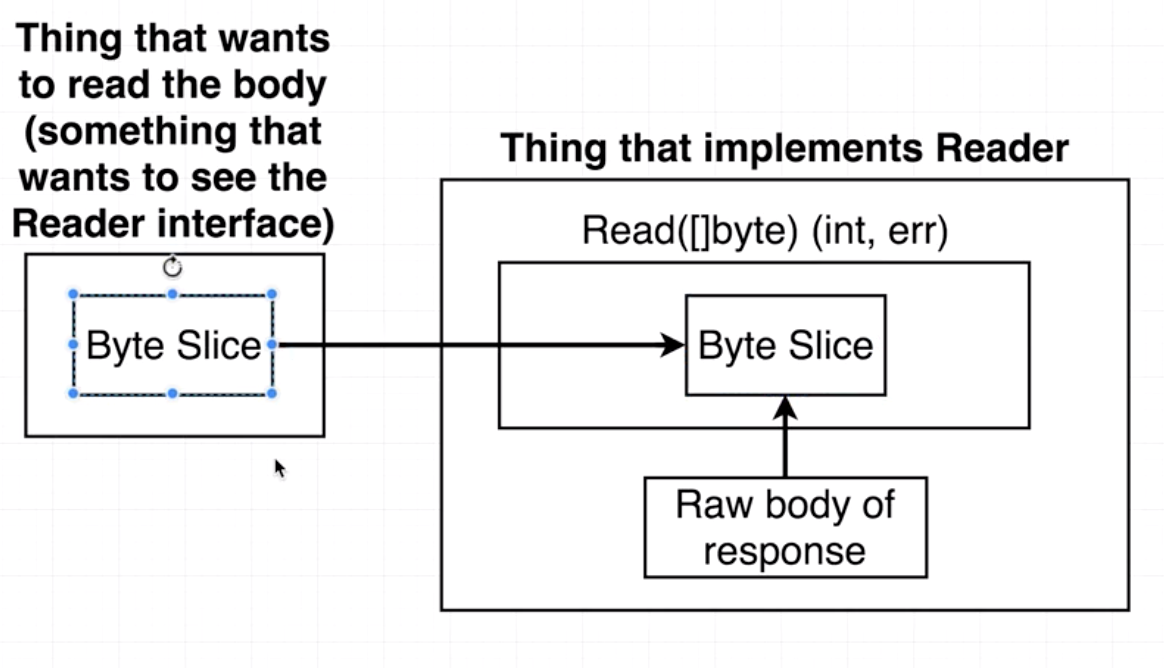 Thing that wants
to read the body
(something that
wants to see the
Reader interface)
Byte Slice
Thing that implements Reader
Read([]byte) (int, err)
Byte Slice
Raw body of
response